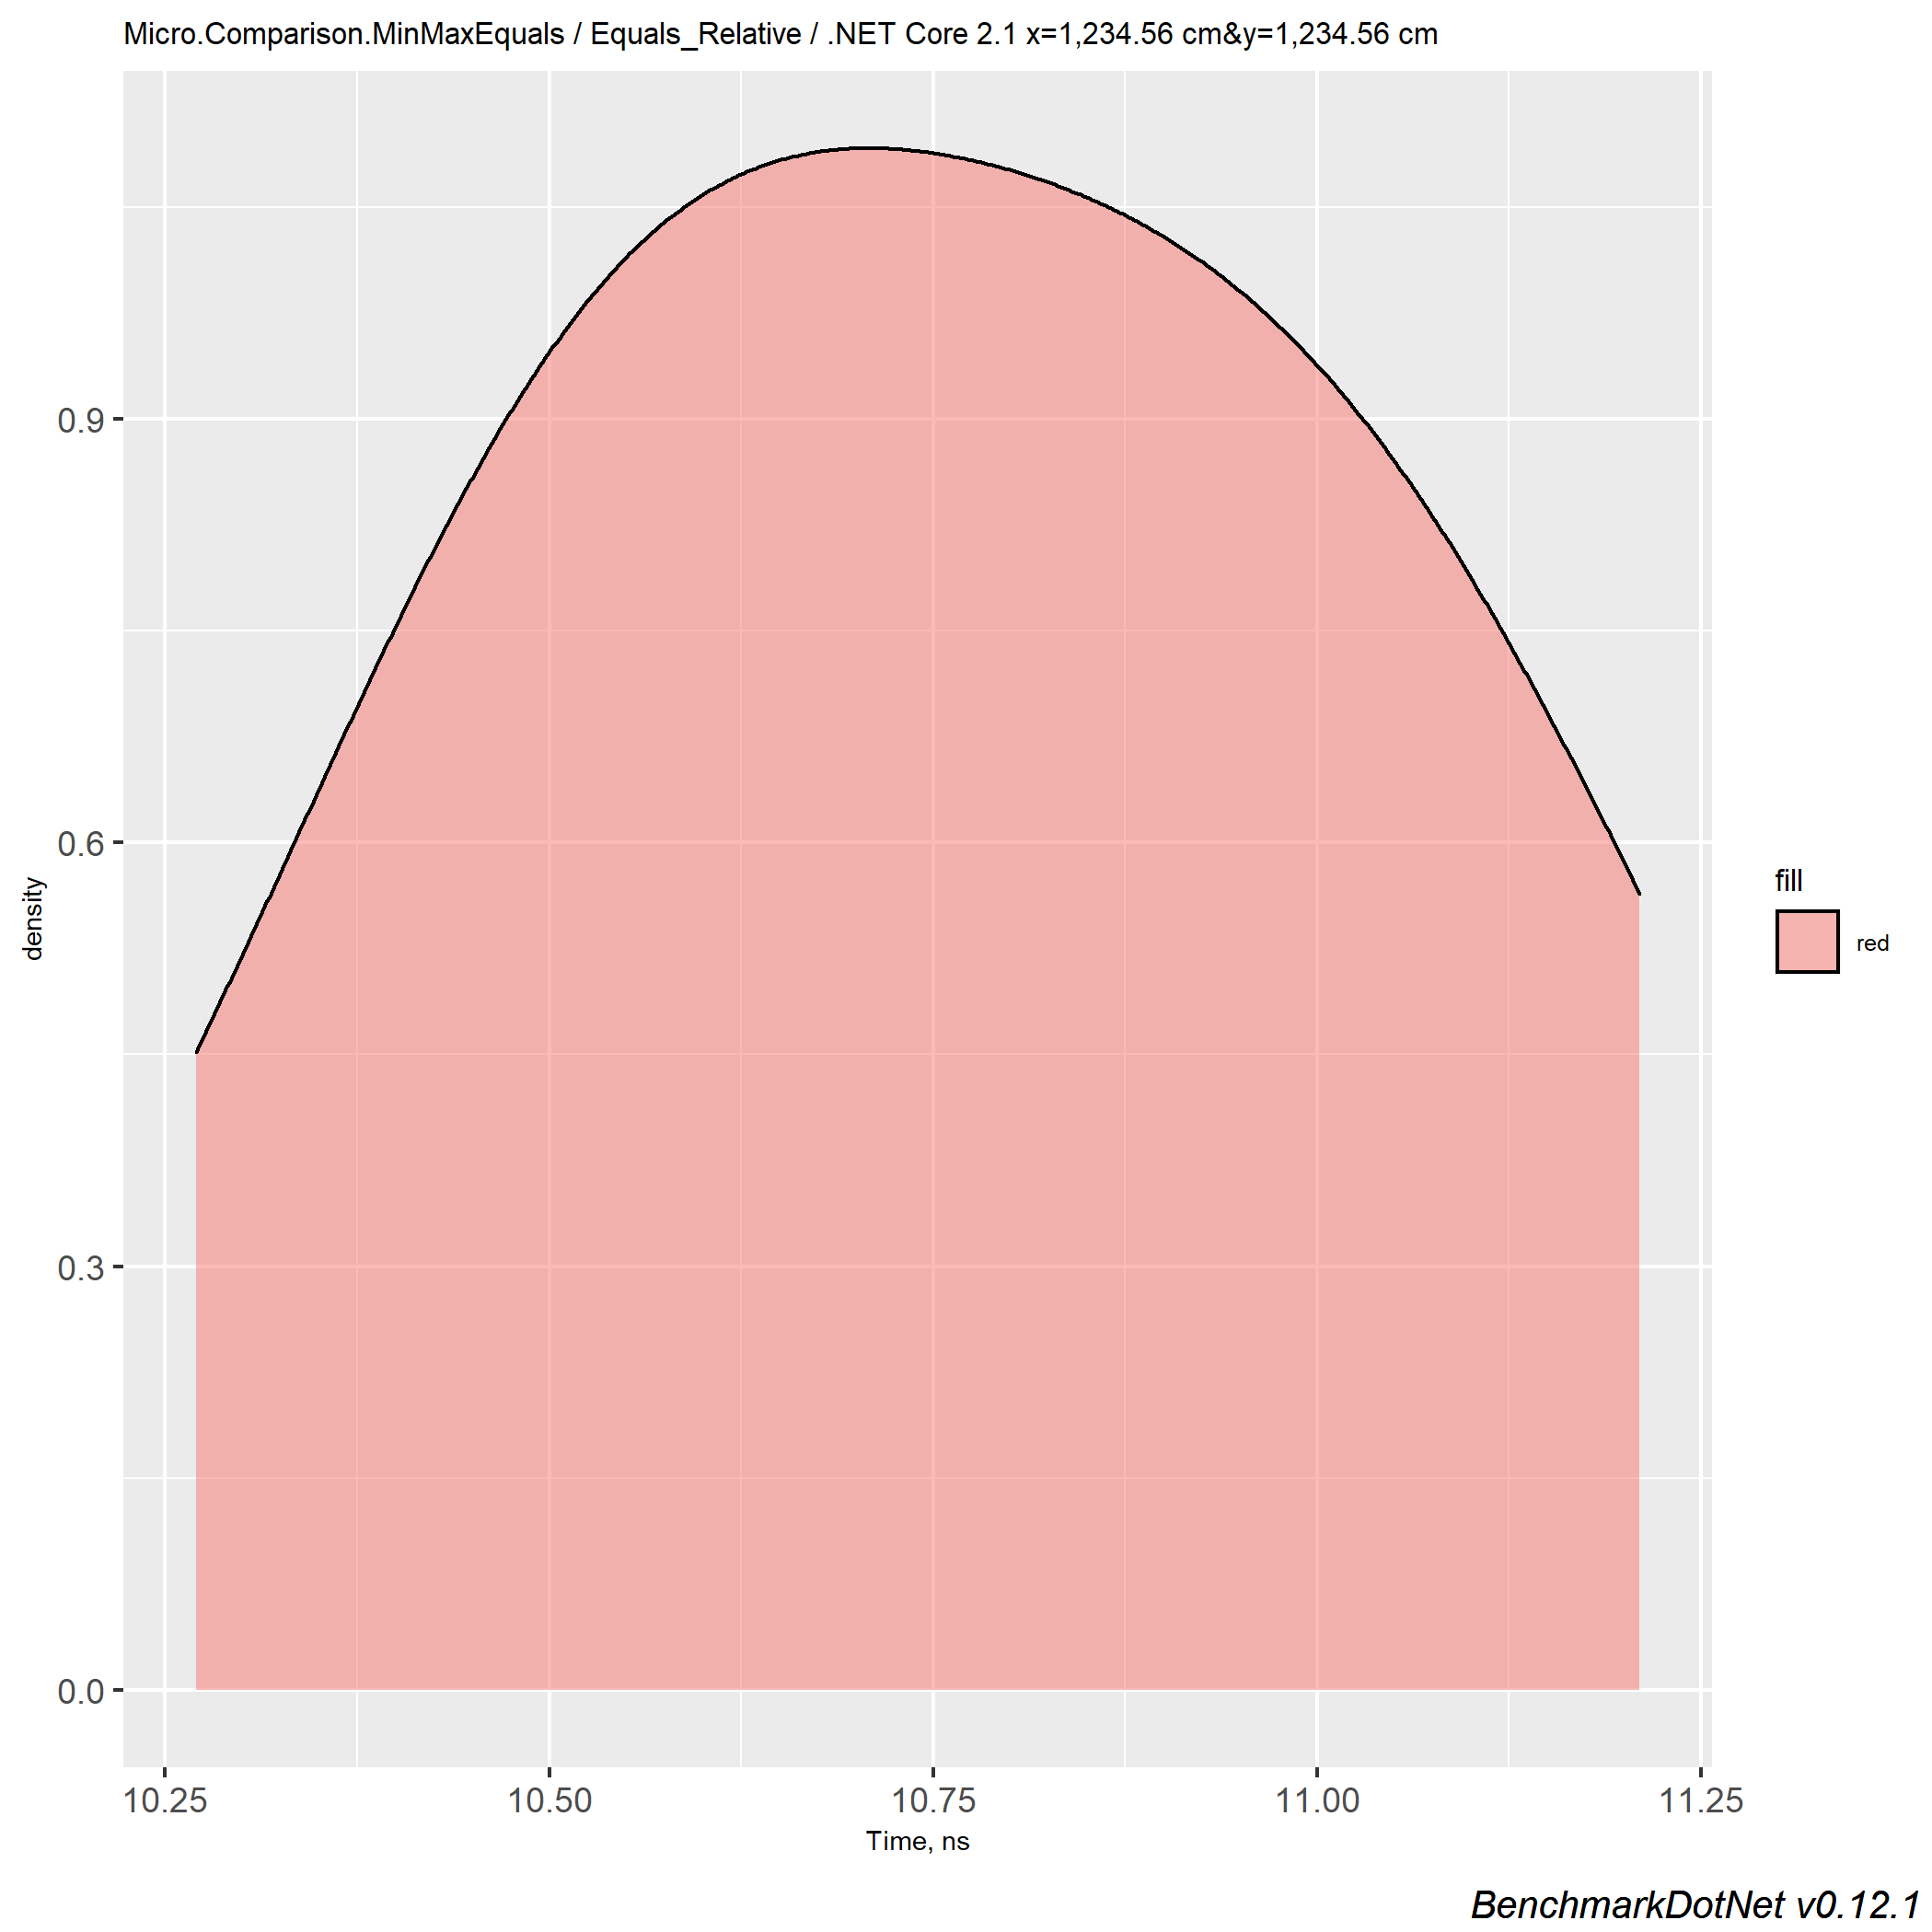 Micro.Comparison.MinMaxEquals / Equals_Relative / .NET Core 2.1 x=1,234.56 cm&y=1,234.56 cm
0.9
0.6
0.3
0.0
density
10.25 10.50 10.75 11.00 11.25
Time, ns
fill
red
BenchmarkDotNet v0.12.1